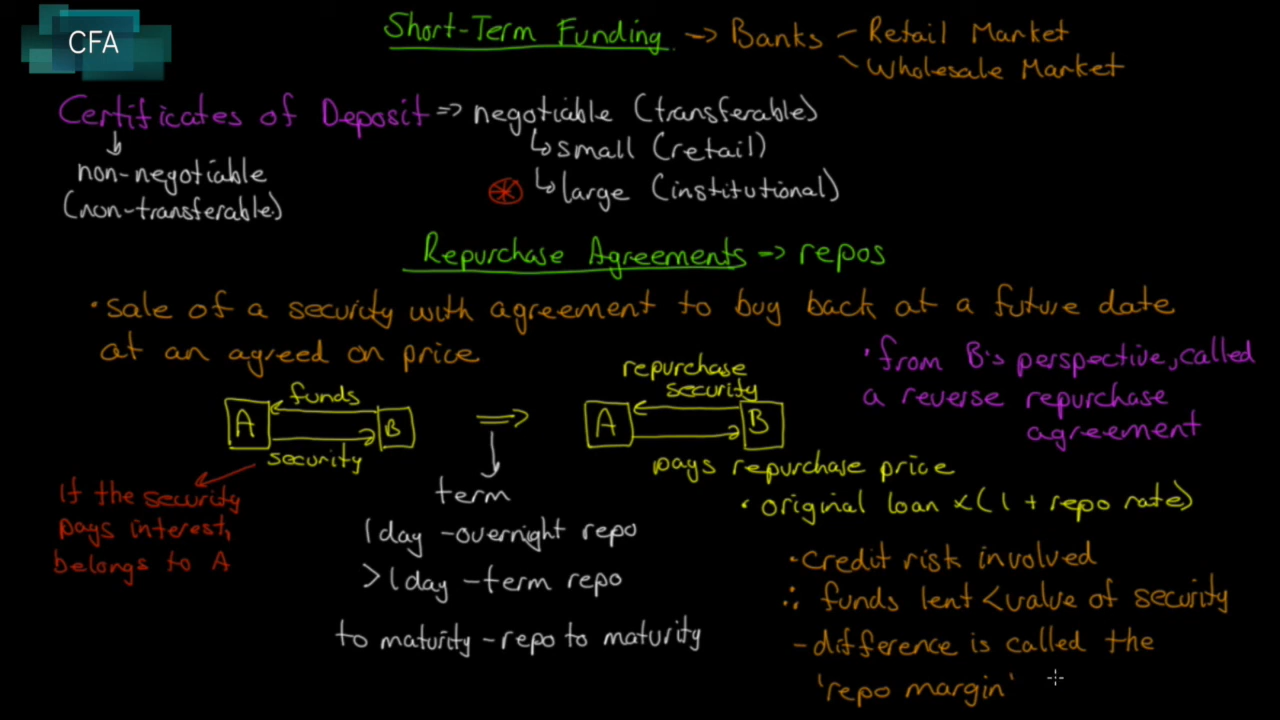 CFA
Short-Term Funding -> Banks - Retail Market
- Wholesale Market
Certificates of Deposit => negotiable (transferable)
non-negotiable
(non-transferable)
↳ small (retail)
↳ large (institutional)
Repurchase Agreements -> repos
• sale of a security with agreement to buy back at a future date
at an agreed on price
A funds B
security
=>
repurchase
security
A B
pays repurchase price
• original loan x (1 + repo rate)
• from B's perspective, called
a reverse repurchase
agreement
If the security
pays interest,
belongs to A
term
1 day - overnight repo
>1 day - term repo
to maturity - repo to maturity
• credit risk involved
∴ funds lent < value of security
- difference is called the
'repo margin'